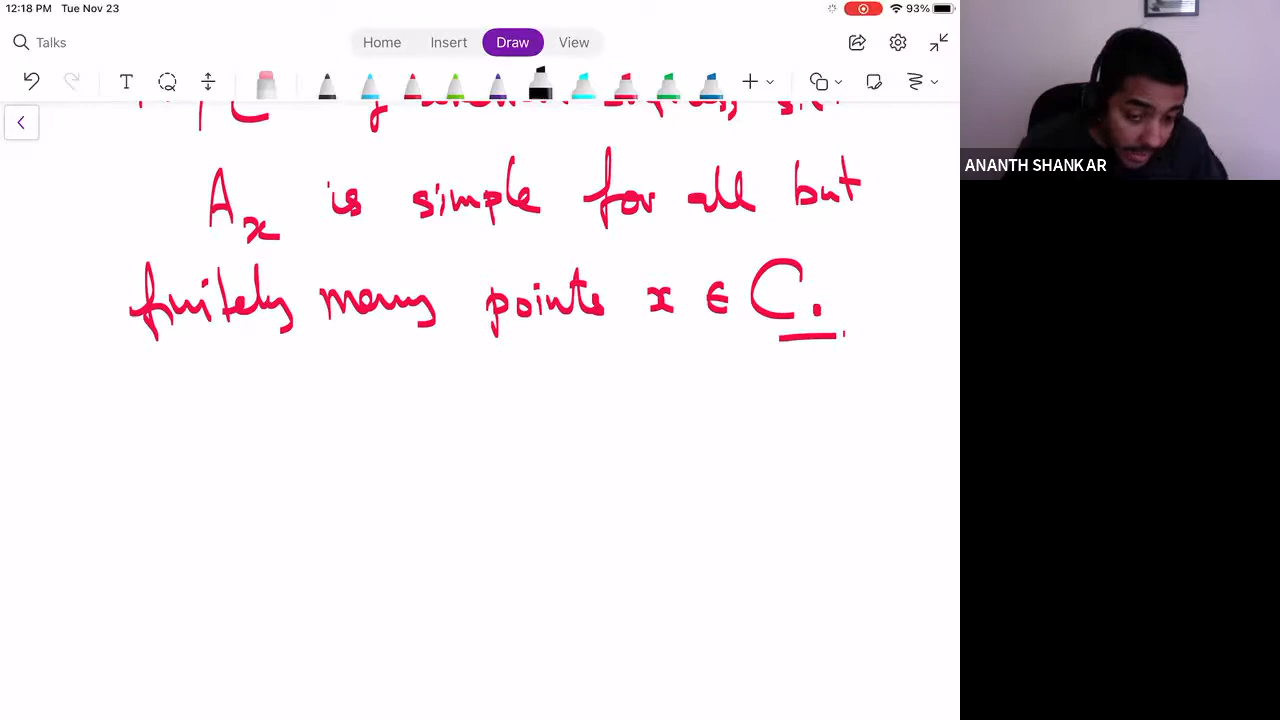 12:18 PM Tue Nov 23
93%
Talks
Home Insert Draw View
ANANTH SHANKAR
A_x is simple for all but
finitely many points x ∈ C.